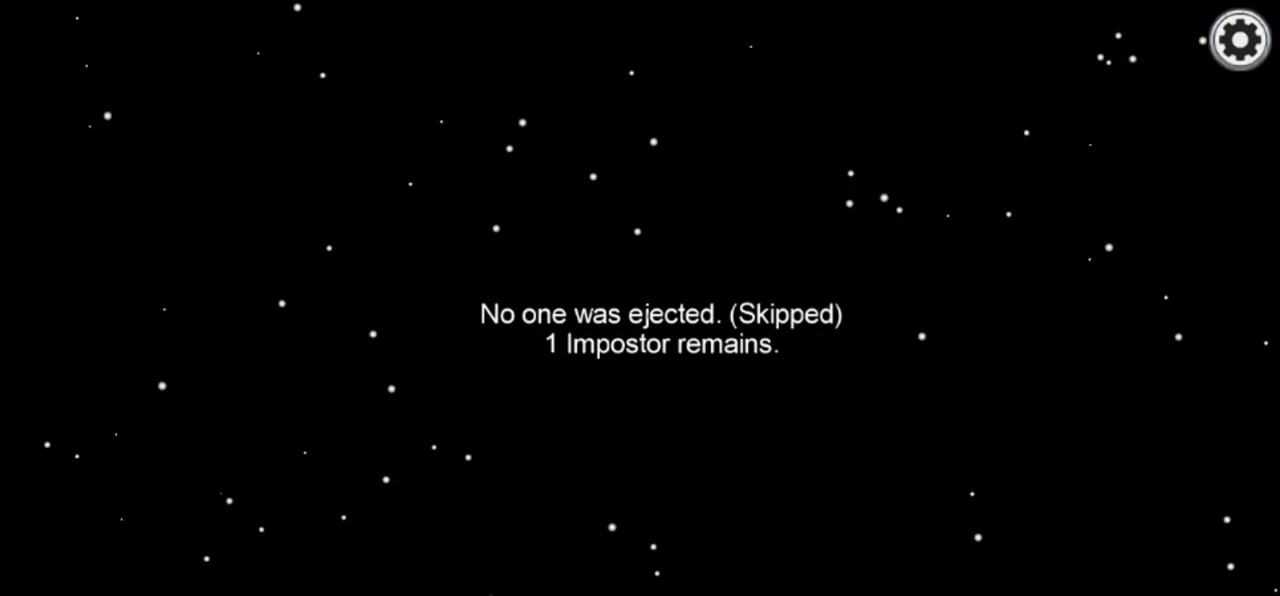 No one was ejected. (Skipped)
1 Impostor remains.